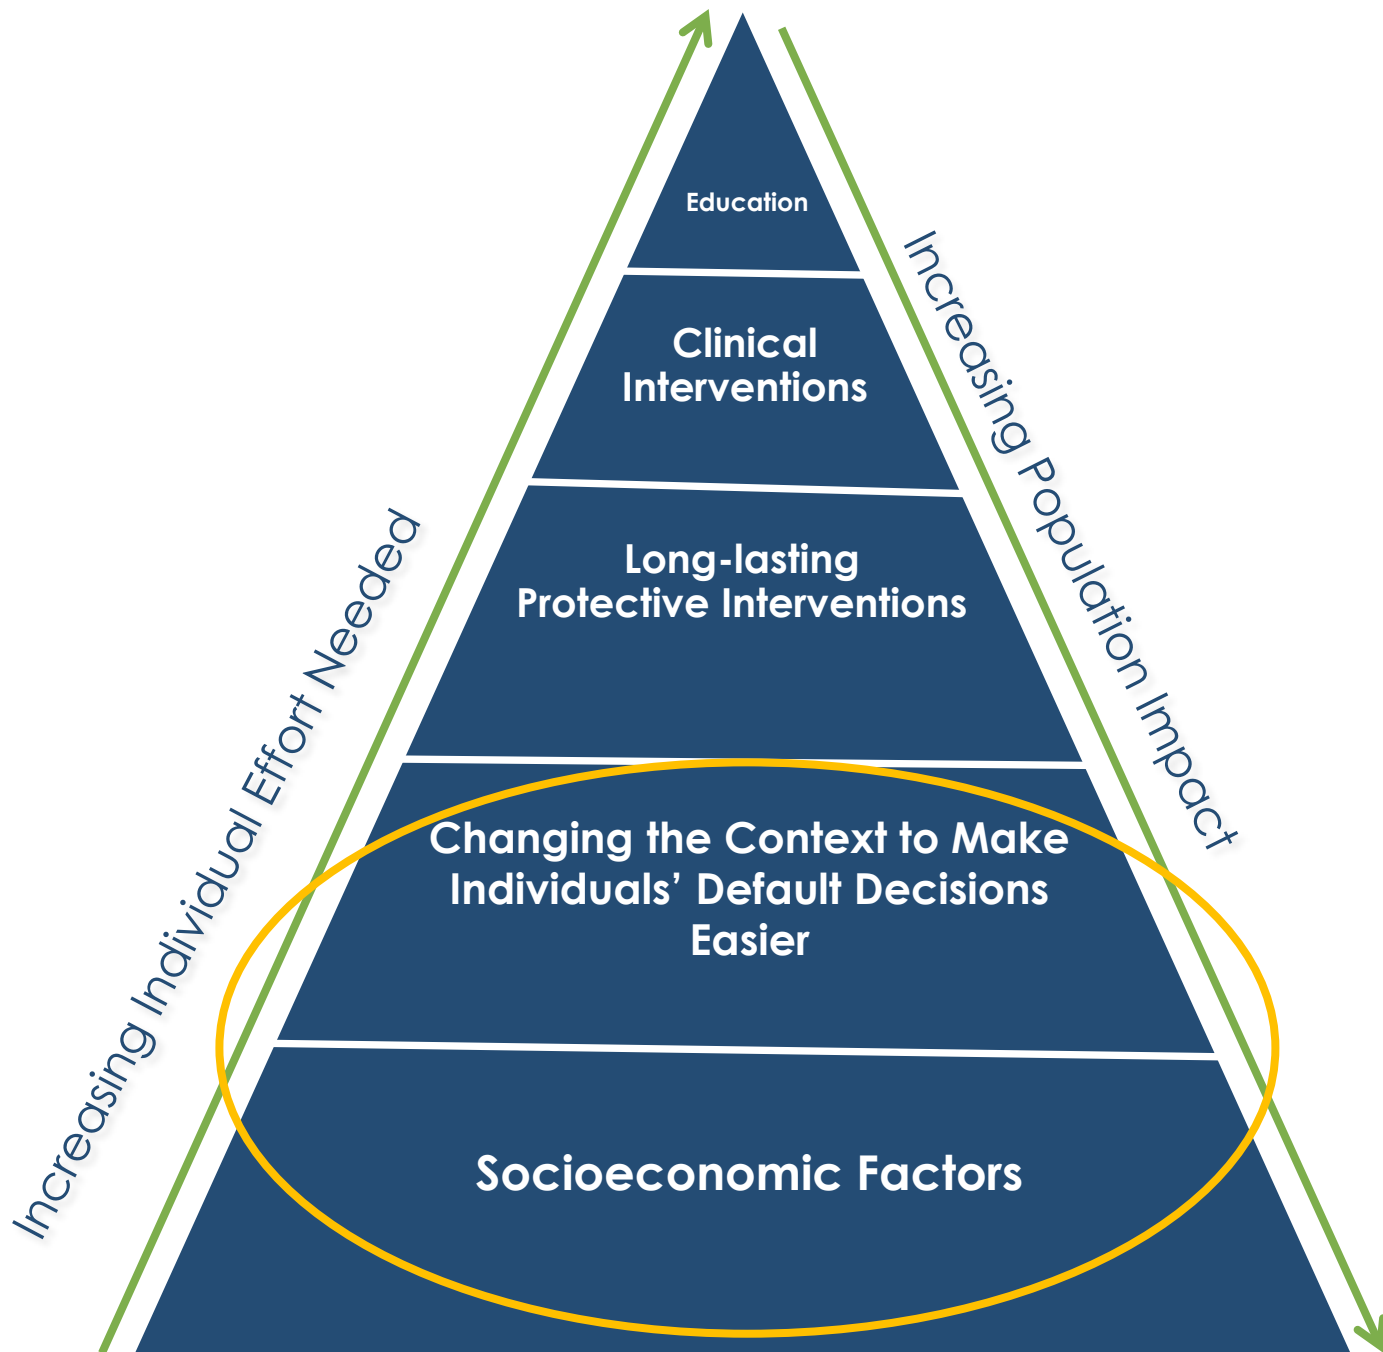 Education
Clinical
Interventions
Long-lasting
Protective Interventions
Changing the Context to Make
Individuals’ Default Decisions
Easier
Socioeconomic Factors
Increasing Individual Effort Needed
Increasing Population Impact